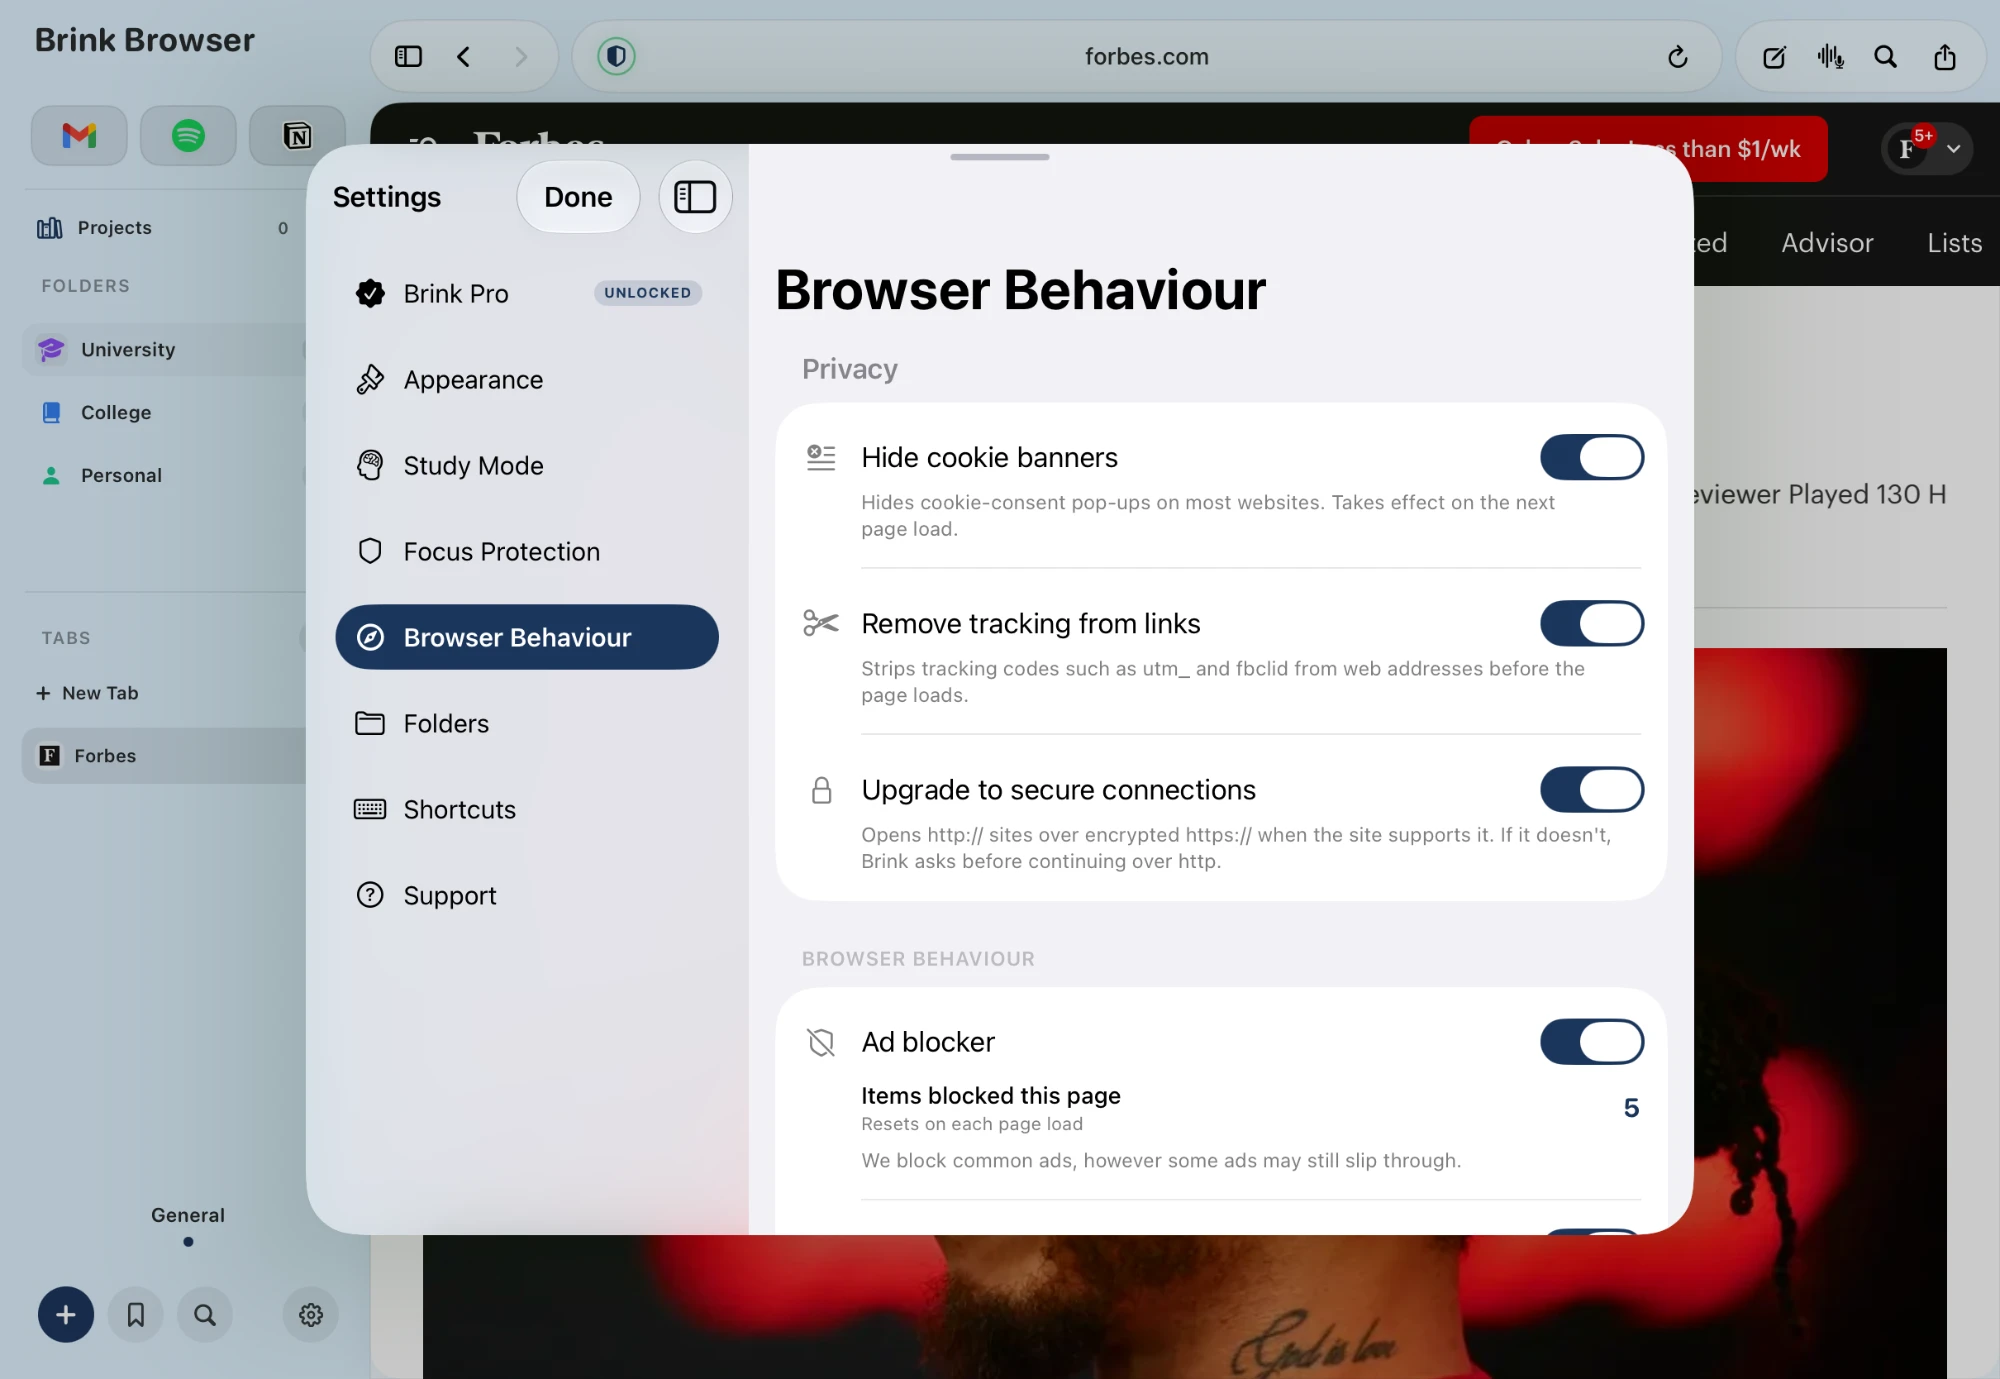 Brink Browser
forbes.com
Forbes
less than $1/wk
5+
Advisor
Lists
Projects
0
FOLDERS
University
College
Personal
TABS
+ New Tab
Forbes
General
Settings
Done
Brink Pro
UNLOCKED
Appearance
Study Mode
Focus Protection
Browser Behaviour
Folders
Shortcuts
Support
Browser Behaviour
Privacy
Hide cookie banners
Hides cookie-consent pop-ups on most websites. Takes effect on the next
page load.
Remove tracking from links
Strips tracking codes such as utm_ and fbclid from web addresses before the
page loads.
Upgrade to secure connections
Opens http:// sites over encrypted https:// when the site supports it. If it doesn't,
Brink asks before continuing over http.
BROWSER BEHAVIOUR
Ad blocker
Items blocked this page
5
Resets on each page load
We block common ads, however some ads may still slip through.
eviewer Played 130 H
God is love